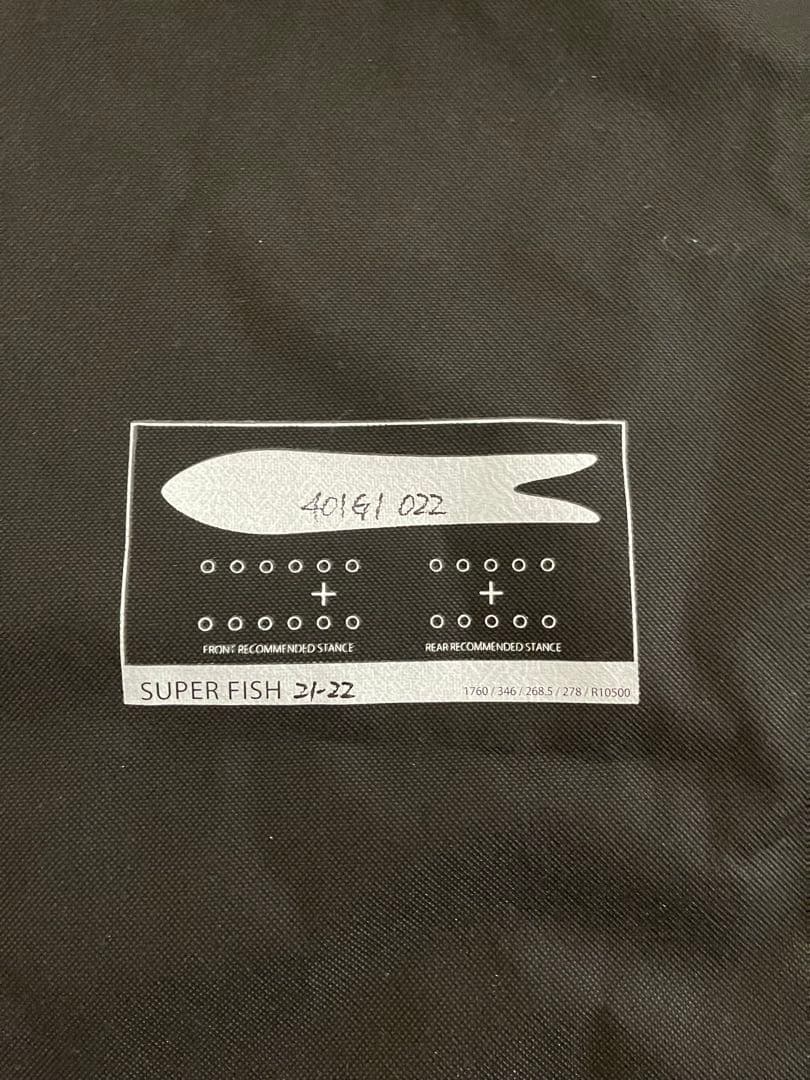 401G1 022
FRONT RECOMMENDED STANCE
REAR RECOMMENDED STANCE
SUPER FISH 21-22
1760 / 346 / 268.5 / 278 / R10500